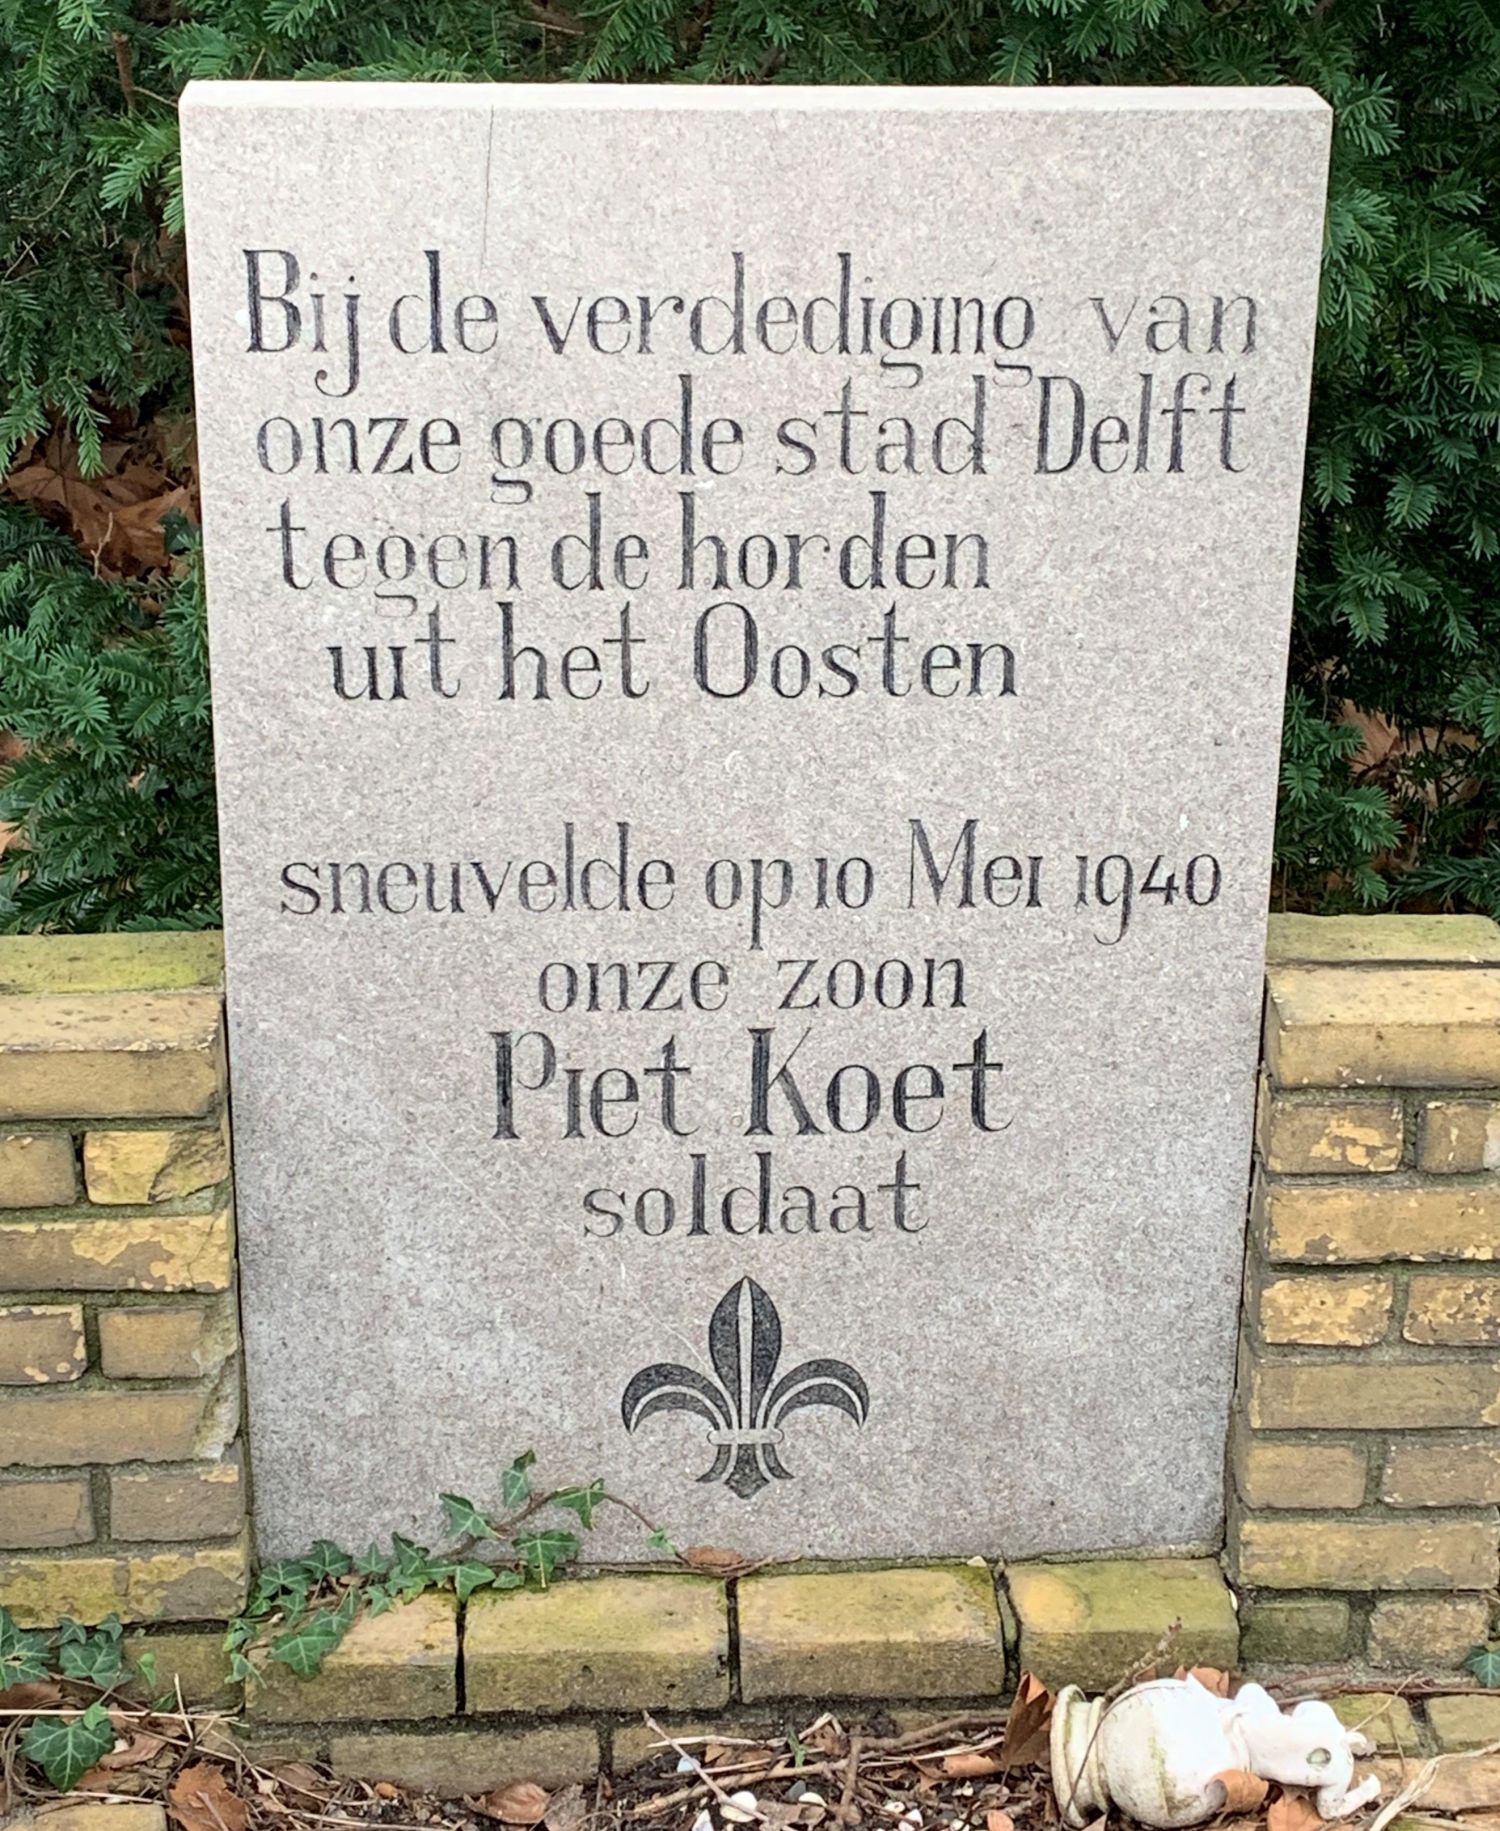 Bij de verdediging van
onze goede stad Delft
tegen de horden
uit het Oosten
sneuvelde op 10 Mei 1940
onze zoon
Piet Koet
soldaat